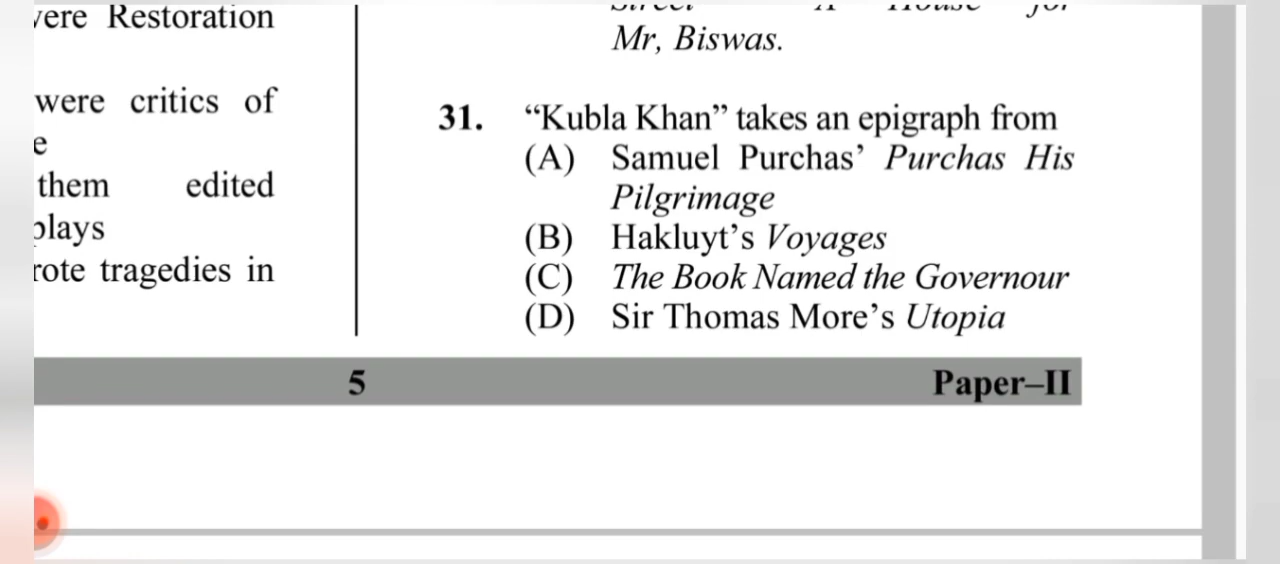 were Restoration
were critics of
e
them edited
plays
rote tragedies in
Mr, Biswas.
31. “Kubla Khan” takes an epigraph from
(A) Samuel Purchas’ Purchas His
Pilgrimage
(B) Hakluyt’s Voyages
(C) The Book Named the Governour
(D) Sir Thomas More’s Utopia
5 Paper–II